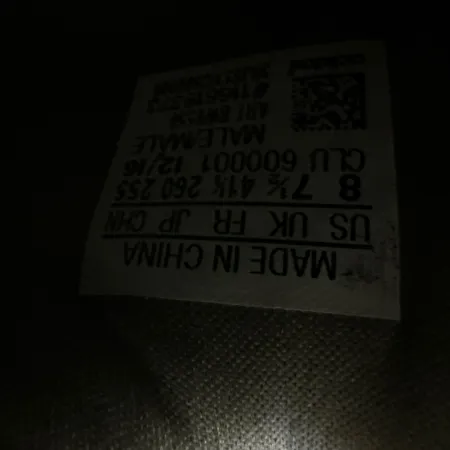 MADE IN CHINA
US UK FR JP CHN
8 7½ 41⅓ 260 255
CLU 600001 12/16
MALE/MALE
ART